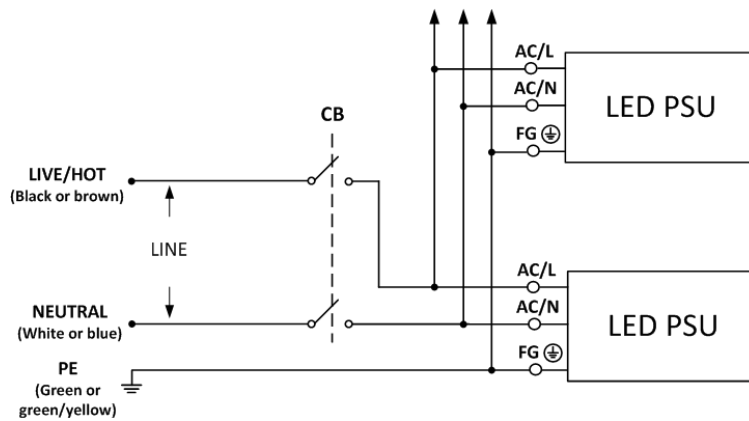 AC/L
AC/N
FG
LED PSU
CB
LIVE/HOT
(Black or brown)
LINE
NEUTRAL
(White or blue)
PE
(Green or
green/yellow)
AC/L
AC/N
FG
LED PSU